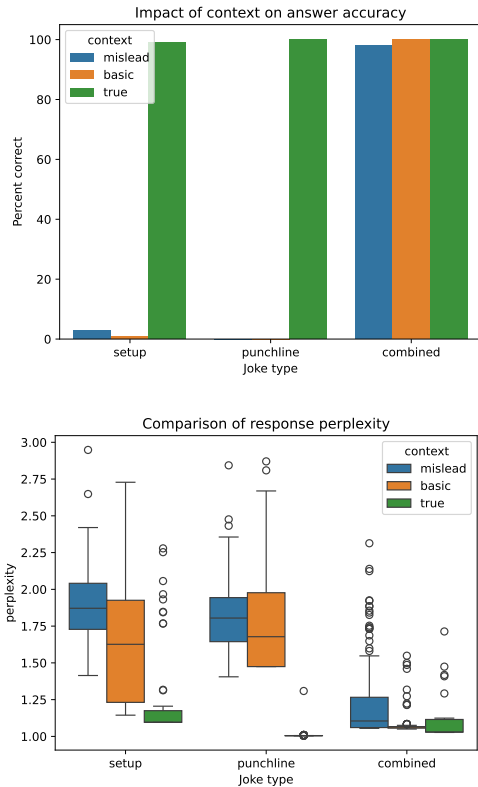 Impact of context on answer accuracy
100
80
60
40
20
0
Percent correct
context
mislead
basic
true
setup
punchline
combined
Joke type
Comparison of response perplexity
3.00
2.75
2.50
2.25
2.00
1.75
1.50
1.25
1.00
perplexity
context
mislead
basic
true
setup
punchline
combined
Joke type